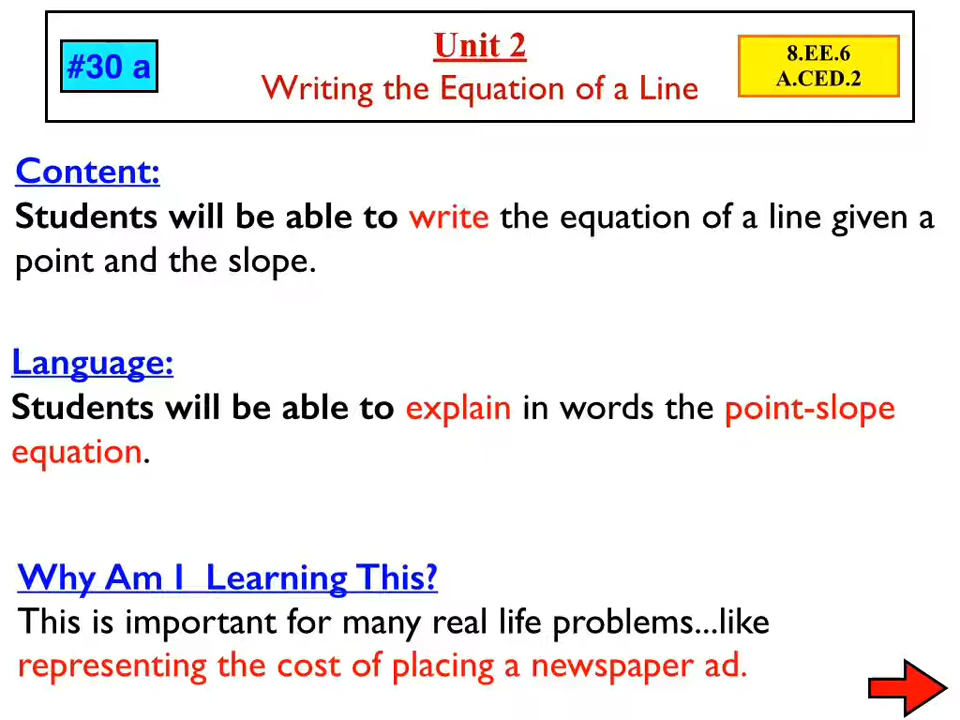 #30 a
Unit 2
Writing the Equation of a Line
8.EE.6
A.CED.2
Content:
Students will be able to write the equation of a line given a
point and the slope.
Language:
Students will be able to explain in words the point-slope
equation.
Why Am I Learning This?
This is important for many real life problems...like
representing the cost of placing a newspaper ad.